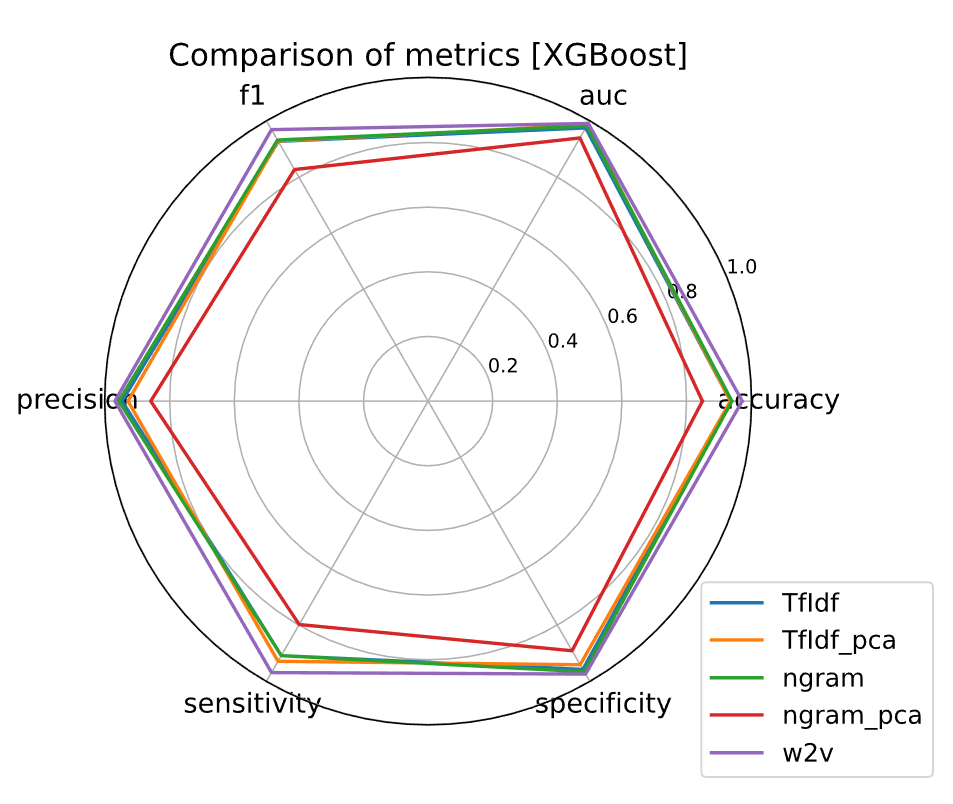 Comparison of metrics [XGBoost]
f1
auc
1.0
0.8
0.6
0.4
0.2
precision
accuracy
sensitivity
specificity
TfIdf
TfIdf_pca
ngram
ngram_pca
w2v